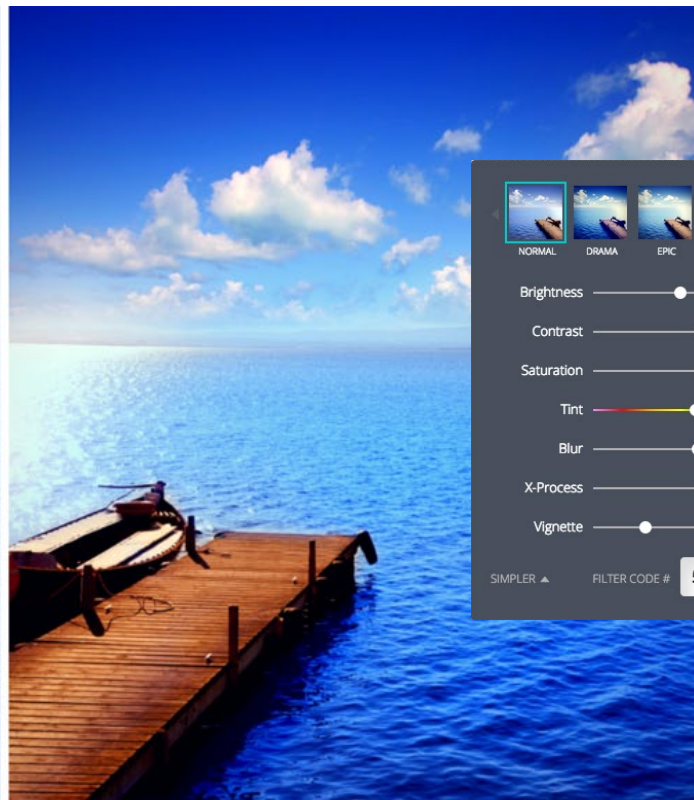 NORMAL DRAMA EPIC
Brightness
Contrast
Saturation
Tint
Blur
X-Process
Vignette
SIMPLER FILTER CODE #